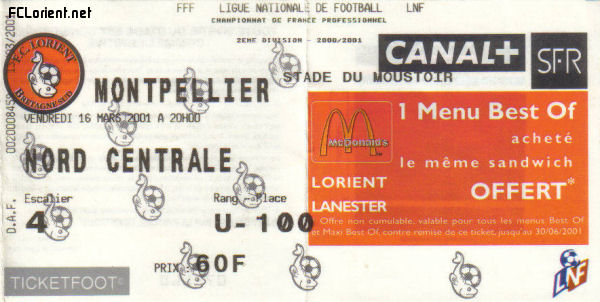 FCLorient.net
FFF LIGUE NATIONALE DE FOOTBALL LNF
CHAMPIONNAT DE FRANCE PROFESSIONNEL
2EME DIVISION - 2000/2001
F.C. LORIENT
BRETAGNE SUD
MONTPELLIER
STADE DU MOUSTOIR
CANAL+
SFR
VENDREDI 16 MARS 2001 A 20H00
NORD CENTRALE
Escalier Rang - Place
4 U-100
PRIX 60F
D.A.F.
TICKETFOOT
McDonald's
LORIENT
LANESTER
1 Menu Best Of
acheté
le même sandwich
OFFERT*
Offre non cumulable, valable pour tous les menus Best Of
et Maxi Best Of, contre remise de ce ticket, jusqu'au 30/06/2001
LNF